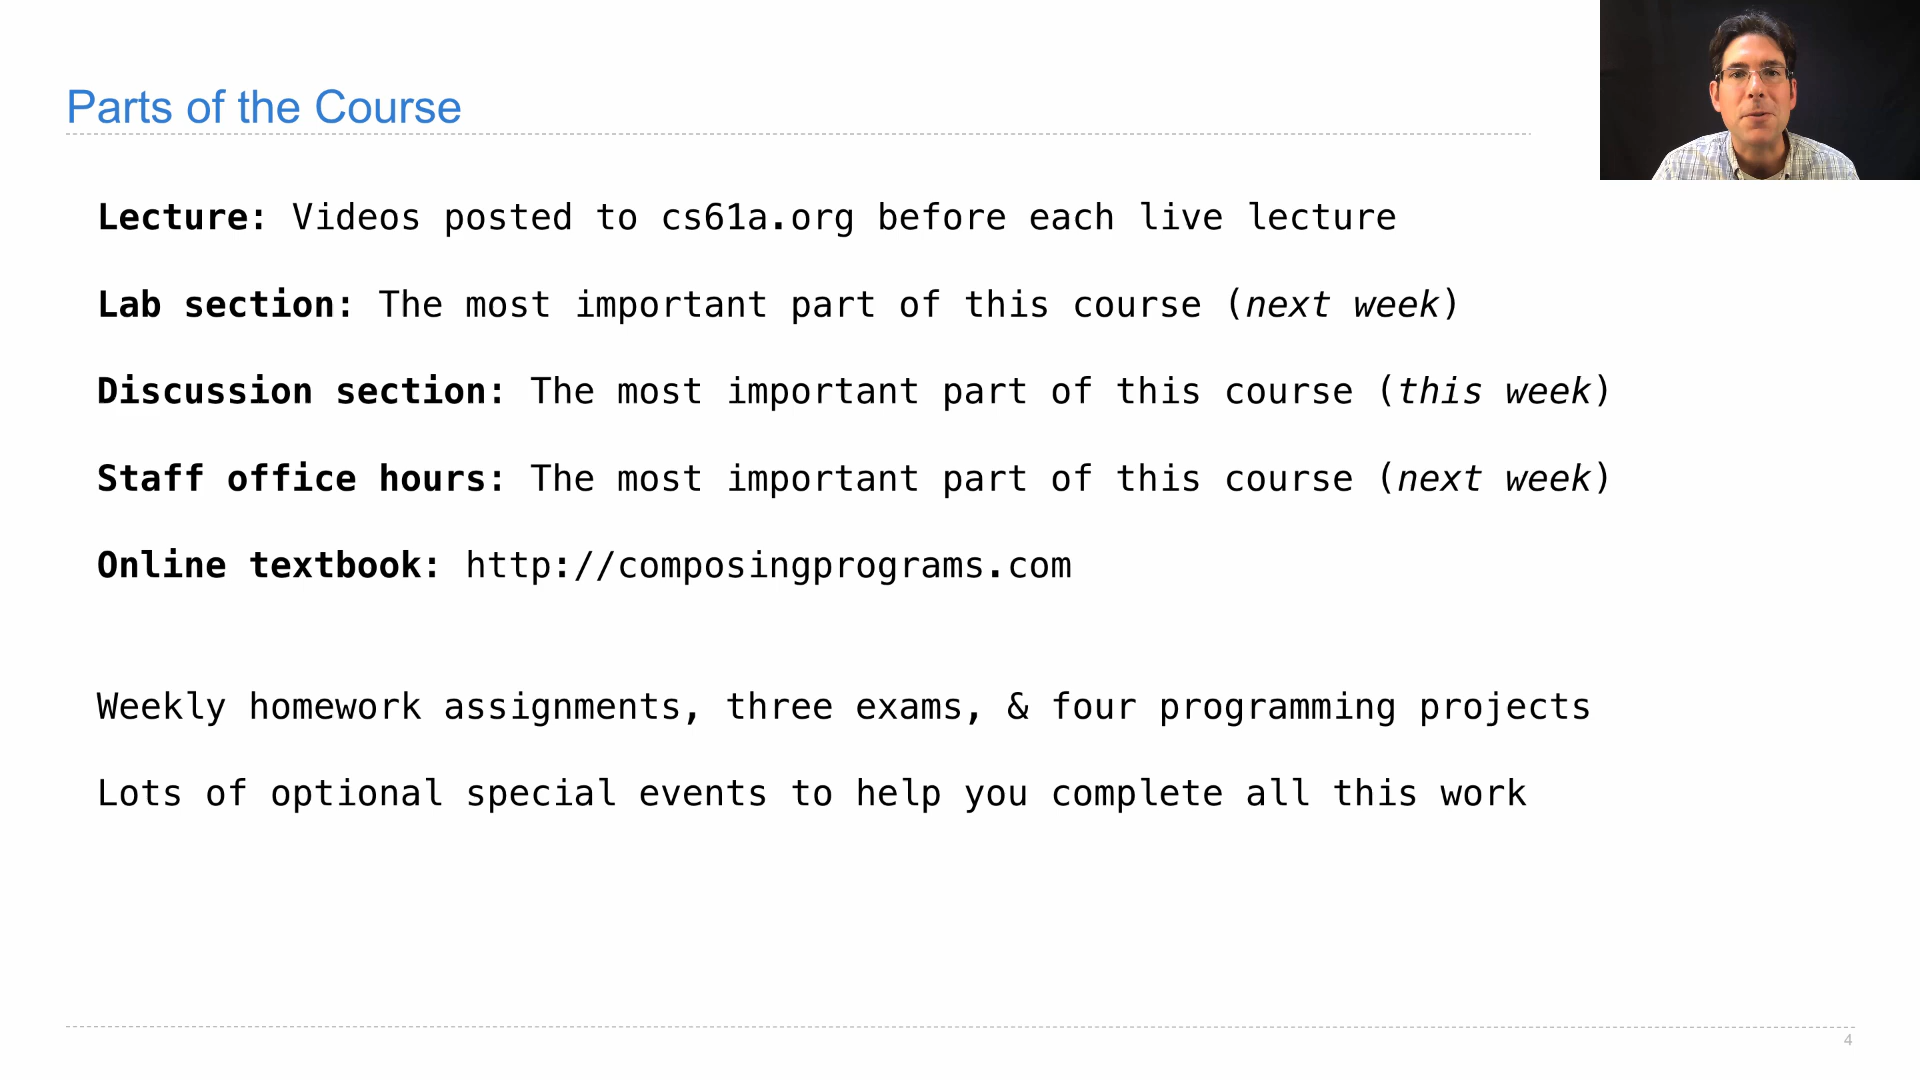 Parts of the Course
Lecture: Videos posted to cs61a.org before each live lecture
Lab section: The most important part of this course (next week)
Discussion section: The most important part of this course (this week)
Staff office hours: The most important part of this course (next week)
Online textbook: http://composingprograms.com
Weekly homework assignments, three exams, & four programming projects
Lots of optional special events to help you complete all this work
4